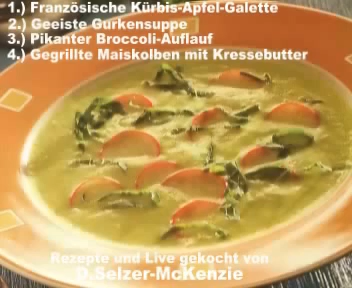 1.) Französische Kürbis-Apfel-Galette
2.) Geeiste Gurkensuppe
3.) Pikanter Broccoli-Auflauf
4.) Gegrillte Maiskolben mit Kressebutter
Rezepte und Live gekocht von
D.Selzer-McKenzie